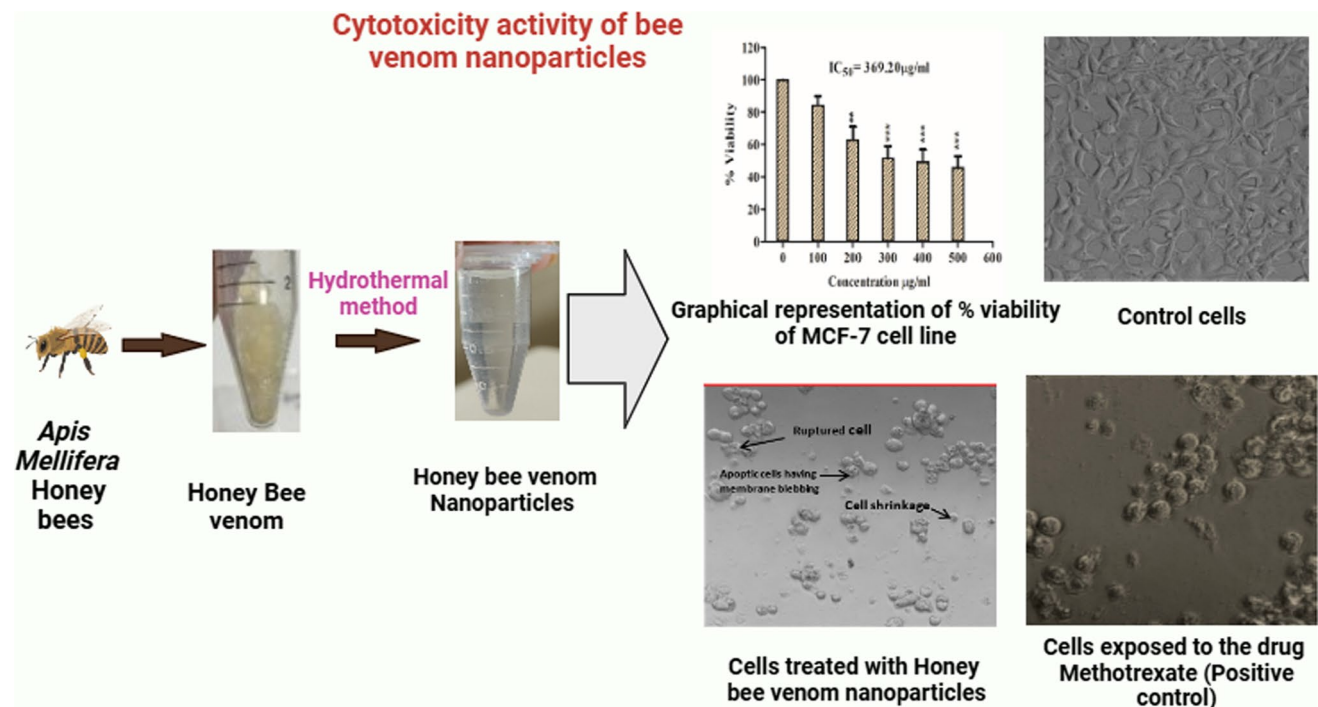 Cytotoxicity activity of bee
venom nanoparticles
Apis
Mellifera
Honey
bees
2
Honey Bee
venom
Hydrothermal
method
Honey bee venom
Nanoparticles
IC50= 369.20µg/ml
% Viability
120
100
80
60
40
20
0
** *** *** ***
0 100 200 300 400 500 600
Concentration µg/ml
Graphical representation of % viability
of MCF-7 cell line
Control cells
Ruptured cell
Apoptic cells having
membrane blebbing
Cell shrinkage
Cells treated with Honey
bee venom nanoparticles
Cells exposed to the drug
Methotrexate (Positive
control)